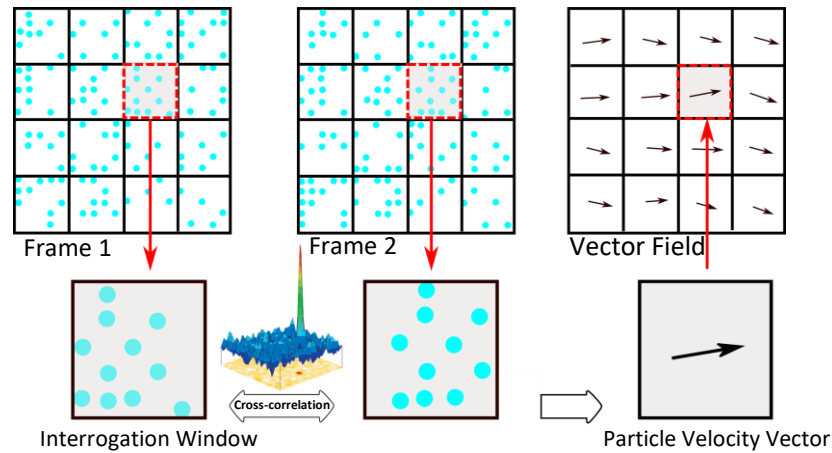 Frame 1
Frame 2
Vector Field
Cross-correlation
Interrogation Window
Particle Velocity Vector